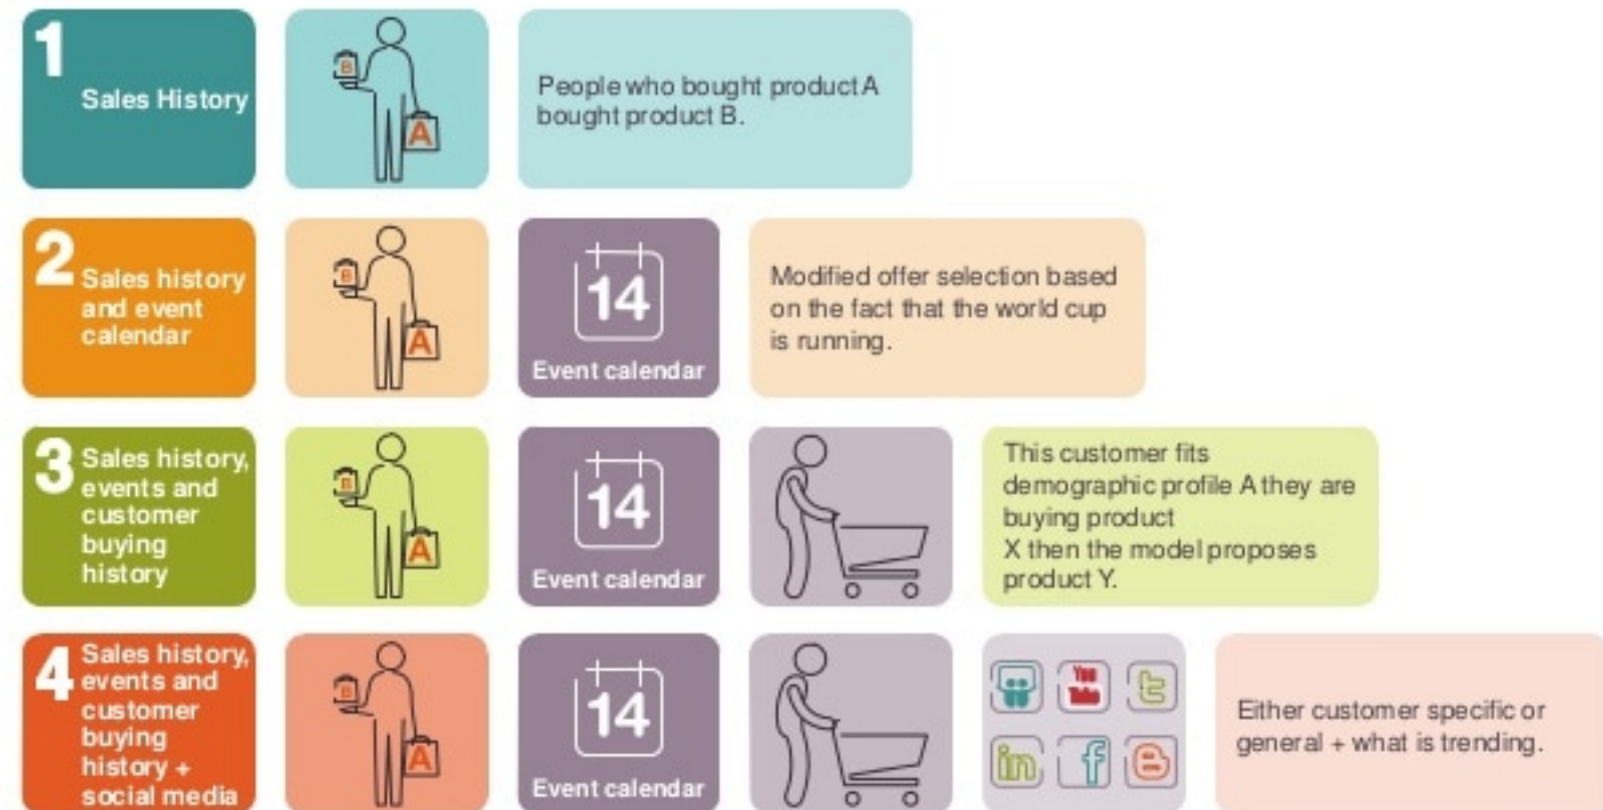 1
Sales History
B
A
People who bought product A
bought product B.
2
Sales history
and event
calendar
B
A
14
Event calendar
Modified offer selection based
on the fact that the world cup
is running.
3
Sales history,
events and
customer
buying
history
B
A
14
Event calendar
This customer fits
demographic profile A they are
buying product
X then the model proposes
product Y.
4
Sales history,
events and
customer
buying
history +
social media
B
A
14
Event calendar
You
Tube
t
in
f
B
Either customer specific or
general + what is trending.